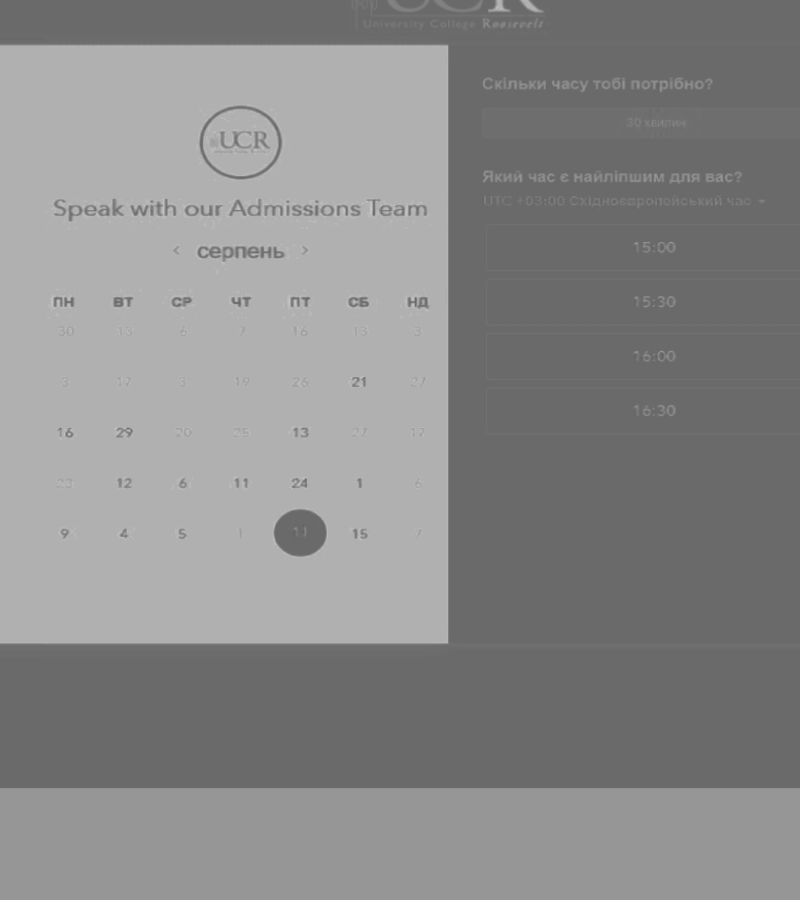 UCR
University College Roosevelt
UCR
Speak with our Admissions Team
< серпень >
ПН ВТ СР ЧТ ПТ СБ НД
30 13 6 7 16 13 3
3 17 3 19 26 21 27
16 29 20 25 13 27 17
23 12 6 11 24 1 6
9 4 5 1 11 15 7
Скільки часу тобі потрібно?
30 хвилин
Який час є найліпшим для вас?
UTC +03:00 Східноєвропейський час
15:00
15:30
16:00
16:30